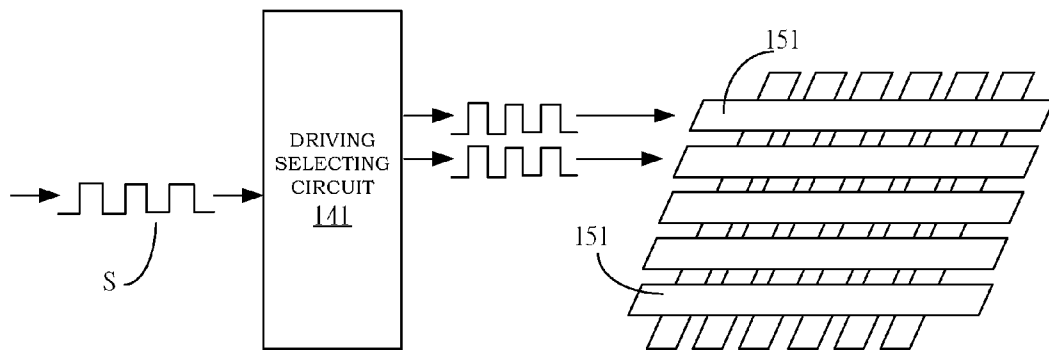 151
DRIVING
SELECTING
CIRCUIT
141
151
S